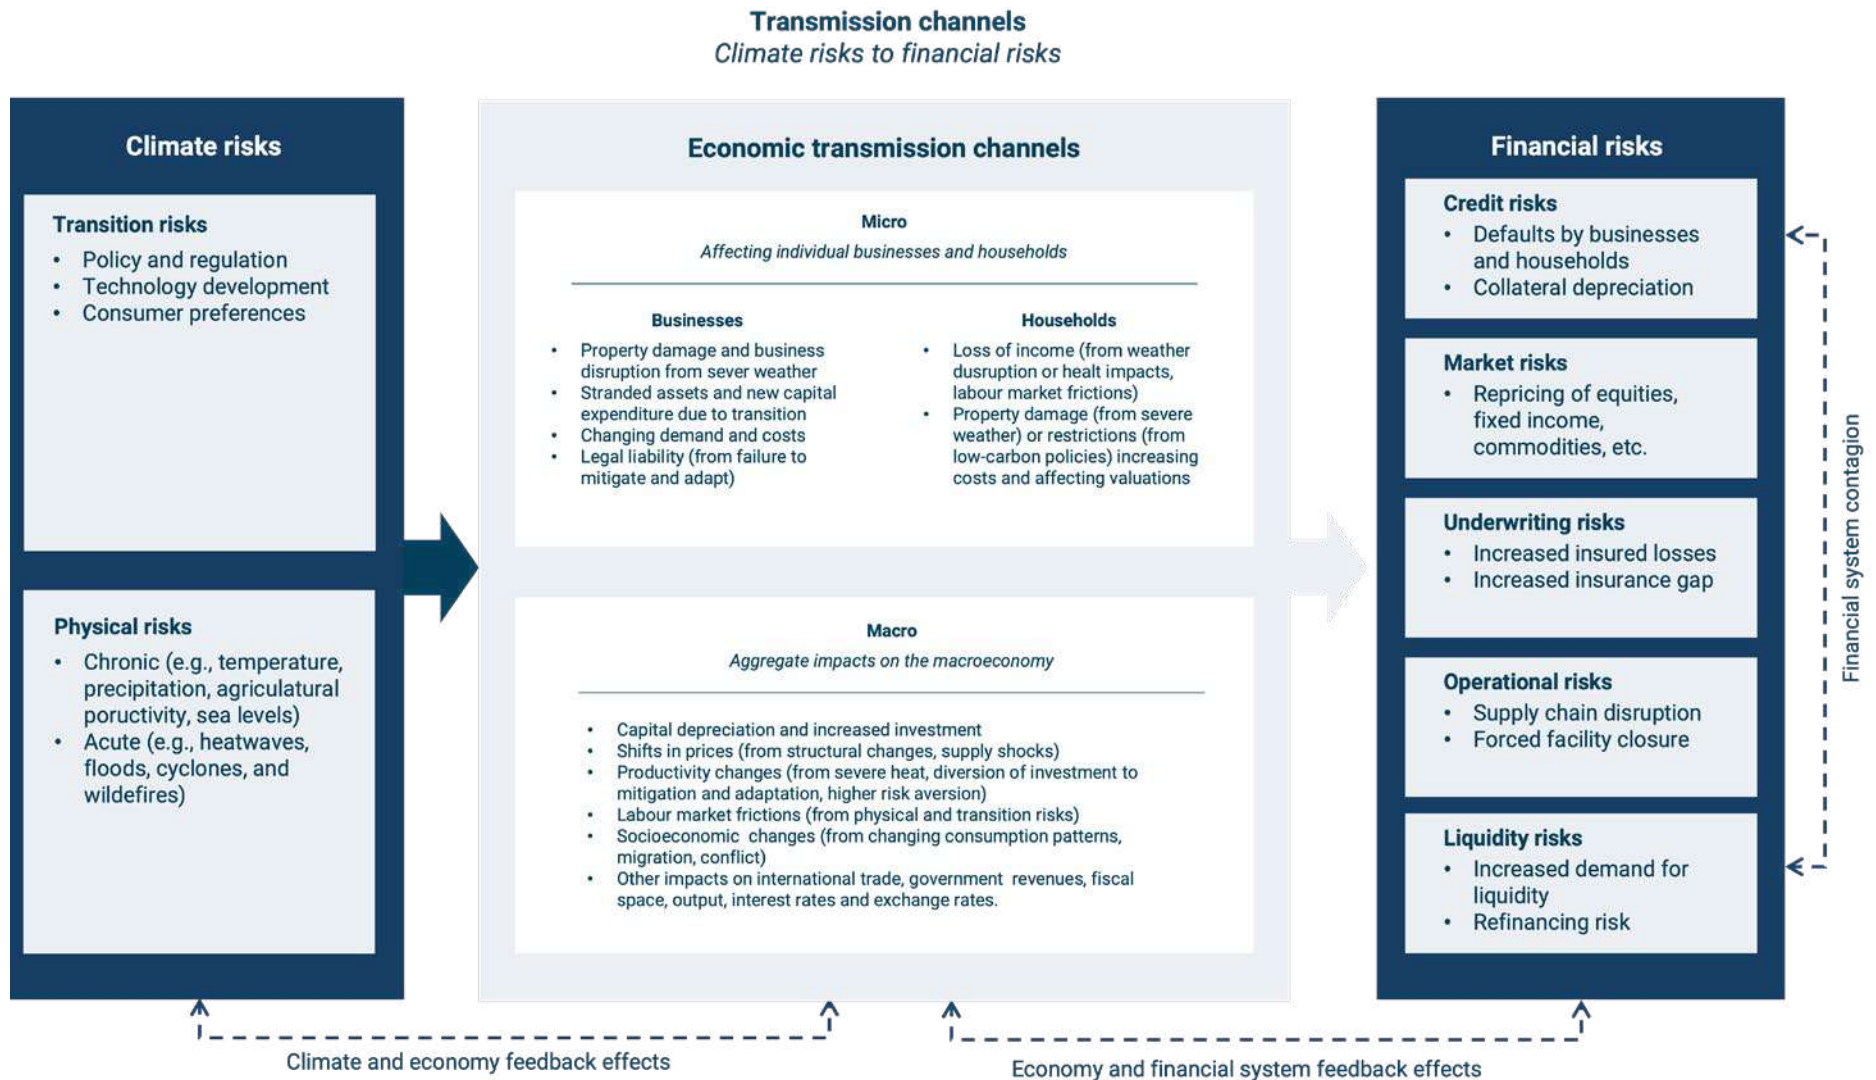 Transmission channels
Climate risks to financial risks
Climate risks
Transition risks
• Policy and regulation
• Technology development
• Consumer preferences
Physical risks
• Chronic (e.g., temperature,
precipitation, agriculatural
poructivity, sea levels)
• Acute (e.g., heatwaves,
floods, cyclones, and
wildefires)
Economic transmission channels
Micro
Affecting individual businesses and households
Businesses
• Property damage and business
disruption from sever weather
• Stranded assets and new capital
expenditure due to transition
• Changing demand and costs
• Legal liability (from failure to
mitigate and adapt)
Households
• Loss of income (from weather
dusruption or healt impacts,
labour market frictions)
• Property damage (from severe
weather) or restrictions (from
low-carbon policies) increasing
costs and affecting valuations
Macro
Aggregate impacts on the macroeconomy
• Capital depreciation and increased investment
• Shifts in prices (from structural changes, supply shocks)
• Productivity changes (from severe heat, diversion of investment to
mitigation and adaptation, higher risk aversion)
• Labour market frictions (from physical and transition risks)
• Socioeconomic changes (from changing consumption patterns,
migration, conflict)
• Other impacts on international trade, government revenues, fiscal
space, output, interest rates and exchange rates.
Financial risks
Credit risks
• Defaults by businesses
and households
• Collateral depreciation
Market risks
• Repricing of equities,
fixed income,
commodities, etc.
Underwriting risks
• Increased insured losses
• Increased insurance gap
Operational risks
• Supply chain disruption
• Forced facility closure
Liquidity risks
• Increased demand for
liquidity
• Refinancing risk
Financial system contagion
Climate and economy feedback effects
Economy and financial system feedback effects